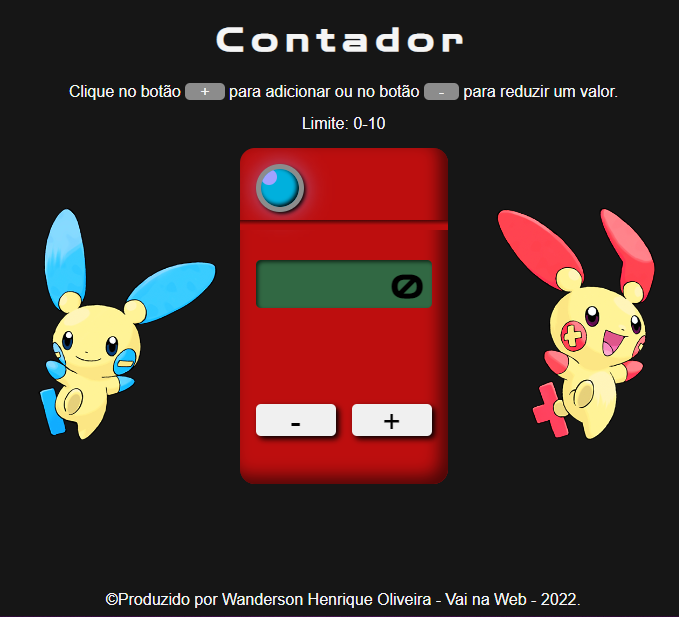 Contador
Clique no botão + para adicionar ou no botão - para reduzir um valor.
Limite: 0-10
0
- +
©Produzido por Wanderson Henrique Oliveira - Vai na Web - 2022.